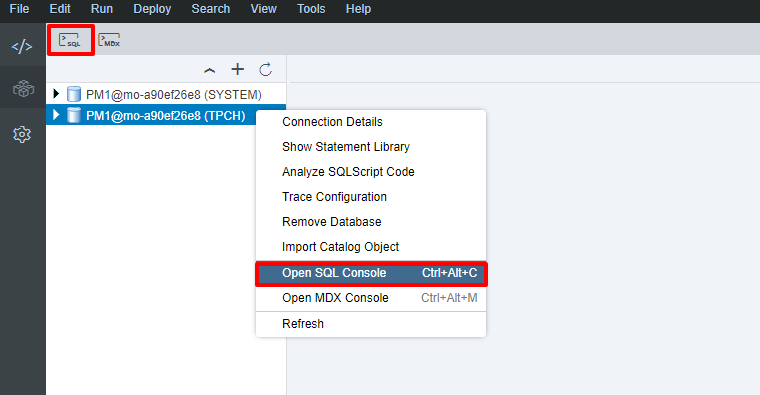 File Edit Run Deploy Search View Tools Help
SQL MDX
PM1@mo-a90ef26e8 (SYSTEM)
PM1@mo-a90ef26e8 (TPCH)
Connection Details
Show Statement Library
Analyze SQLScript Code
Trace Configuration
Remove Database
Import Catalog Object
Open SQL Console Ctrl+Alt+C
Open MDX Console Ctrl+Alt+M
Refresh